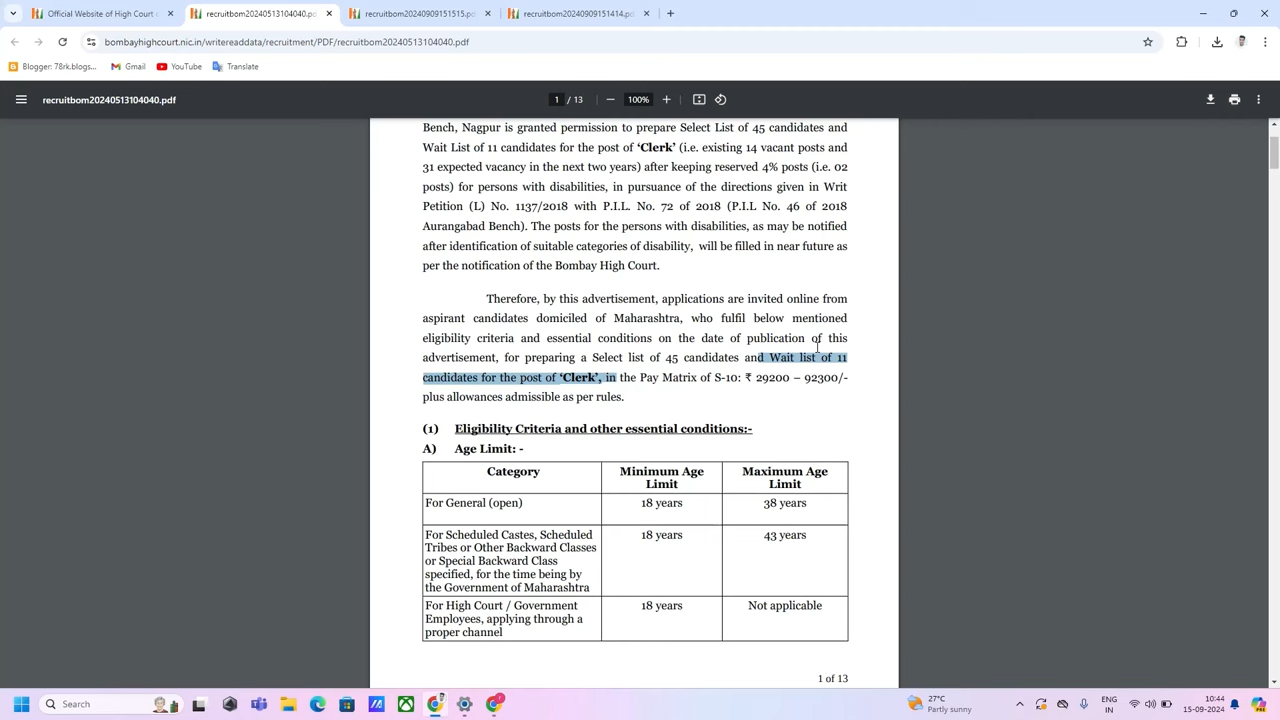 Official Website of High Court o
recruitbom20240513104040.pdf
recruitbom20240909151515.pdf
recruitbom20240909151414.pdf
bombayhighcourt.nic.in/writereaddata/recruitment/PDF/recruitbom20240513104040.pdf
Blogger: 78rk.blogs...
Gmail
YouTube
Translate
recruitbom20240513104040.pdf
1 / 13
100%
Bench, Nagpur is granted permission to prepare Select List of 45 candidates and
Wait List of 11 candidates for the post of ‘Clerk’ (i.e. existing 14 vacant posts and
31 expected vacancy in the next two years) after keeping reserved 4% posts (i.e. 02
posts) for persons with disabilities, in pursuance of the directions given in Writ
Petition (L) No. 1137/2018 with P.I.L. No. 72 of 2018 (P.I.L No. 46 of 2018
Aurangabad Bench). The posts for the persons with disabilities, as may be notified
after identification of suitable categories of disability, will be filled in near future as
per the notification of the Bombay High Court.
Therefore, by this advertisement, applications are invited online from
aspirant candidates domiciled of Maharashtra, who fulfil below mentioned
eligibility criteria and essential conditions on the date of publication of this
advertisement, for preparing a Select list of 45 candidates and Wait list of 11
candidates for the post of ‘Clerk’, in the Pay Matrix of S-10: ₹ 29200 – 92300/-
plus allowances admissible as per rules.
(1) Eligibility Criteria and other essential conditions:-
A) Age Limit: -
Category Minimum Age Limit Maximum Age Limit
For General (open) 18 years 38 years
For Scheduled Castes, Scheduled
Tribes or Other Backward Classes
or Special Backward Class
specified, for the time being by
the Government of Maharashtra
18 years 43 years
For High Court / Government
Employees, applying through a
proper channel
18 years Not applicable
1 of 13
Search
27°C
Partly sunny
ENG
IN
10:44
15-09-2024